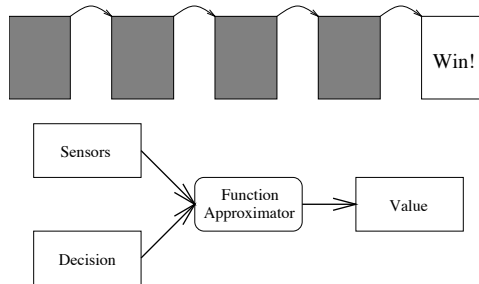 Win!
Sensors
Function
Approximator
Value
Decision